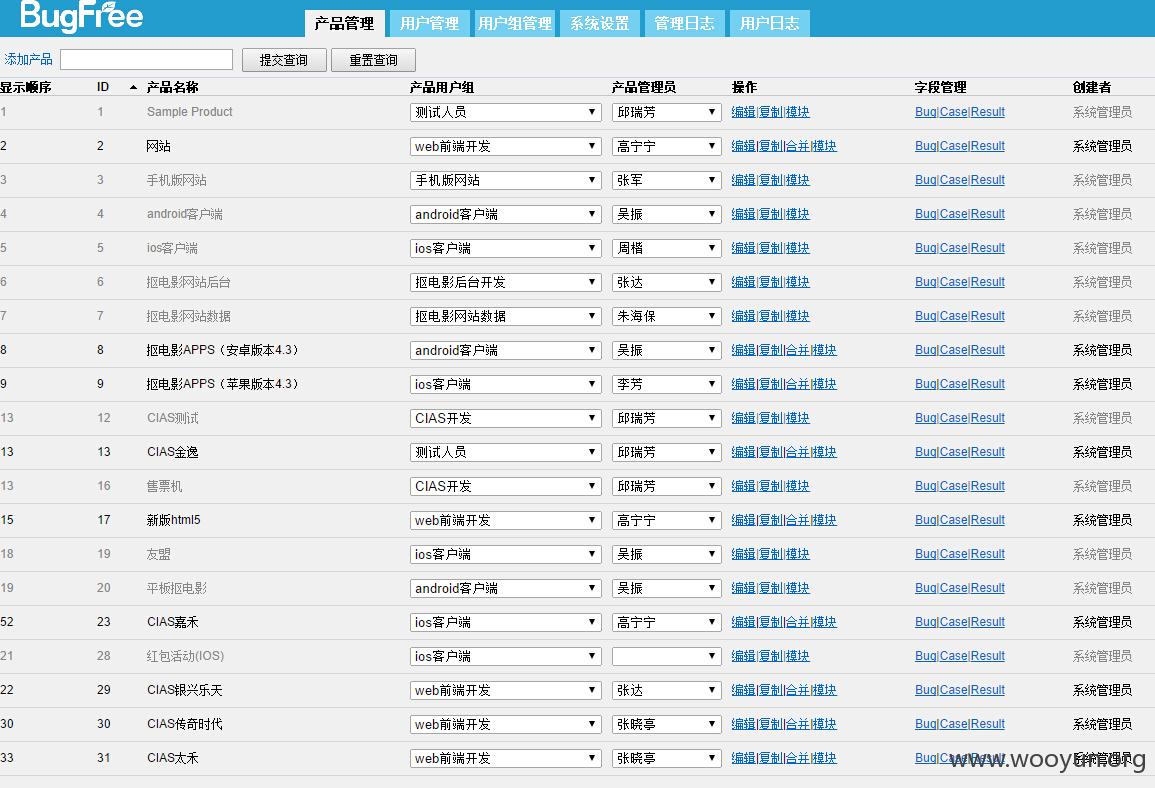 BugFree
产品管理 用户管理 用户组管理 系统设置 管理日志 用户日志
添加产品 提交查询 重置查询
显示顺序 ID 产品名称 产品用户组 产品管理员 操作 字段管理 创建者
1 1 Sample Product 测试人员 邱瑞芳 编辑|复制|模块 Bug|Case|Result 系统管理员
2 2 网站 web前端开发 高宁宁 编辑|复制|合并|模块 Bug|Case|Result 系统管理员
3 3 手机版网站 手机版网站 张军 编辑|复制|模块 Bug|Case|Result 系统管理员
4 4 android客户端 android客户端 吴振 编辑|复制|模块 Bug|Case|Result 系统管理员
5 5 ios客户端 ios客户端 周楷 编辑|复制|模块 Bug|Case|Result 系统管理员
6 6 抠电影网站后台 抠电影后台开发 张达 编辑|复制|模块 Bug|Case|Result 系统管理员
7 7 抠电影网站数据 抠电影网站数据 朱海保 编辑|复制|模块 Bug|Case|Result 系统管理员
8 8 抠电影APPS（安卓版本4.3） android客户端 吴振 编辑|复制|合并|模块 Bug|Case|Result 系统管理员
9 9 抠电影APPS（苹果版本4.3） ios客户端 李芳 编辑|复制|合并|模块 Bug|Case|Result 系统管理员
13 12 CIAS测试 CIAS开发 邱瑞芳 编辑|复制|模块 Bug|Case|Result 系统管理员
13 13 CIAS金逸 测试人员 邱瑞芳 编辑|复制|合并|模块 Bug|Case|Result 系统管理员
13 16 售票机 CIAS开发 邱瑞芳 编辑|复制|模块 Bug|Case|Result 系统管理员
15 17 新版html5 web前端开发 高宁宁 编辑|复制|合并|模块 Bug|Case|Result 系统管理员
18 19 友盟 ios客户端 吴振 编辑|复制|模块 Bug|Case|Result 系统管理员
19 20 平板抠电影 android客户端 吴振 编辑|复制|模块 Bug|Case|Result 系统管理员
52 23 CIAS嘉禾 ios客户端 高宁宁 编辑|复制|合并|模块 Bug|Case|Result 系统管理员
21 28 红包活动(IOS) ios客户端 编辑|复制|模块 Bug|Case|Result 系统管理员
22 29 CIAS银兴乐天 web前端开发 张达 编辑|复制|合并|模块 Bug|Case|Result 系统管理员
30 30 CIAS传奇时代 web前端开发 张晓亭 编辑|复制|合并|模块 Bug|Case|Result 系统管理员
33 31 CIAS太禾 web前端开发 张晓亭 编辑|复制|合并|模块 Bug|Case|Result 系统管理员
www.wooyun.org